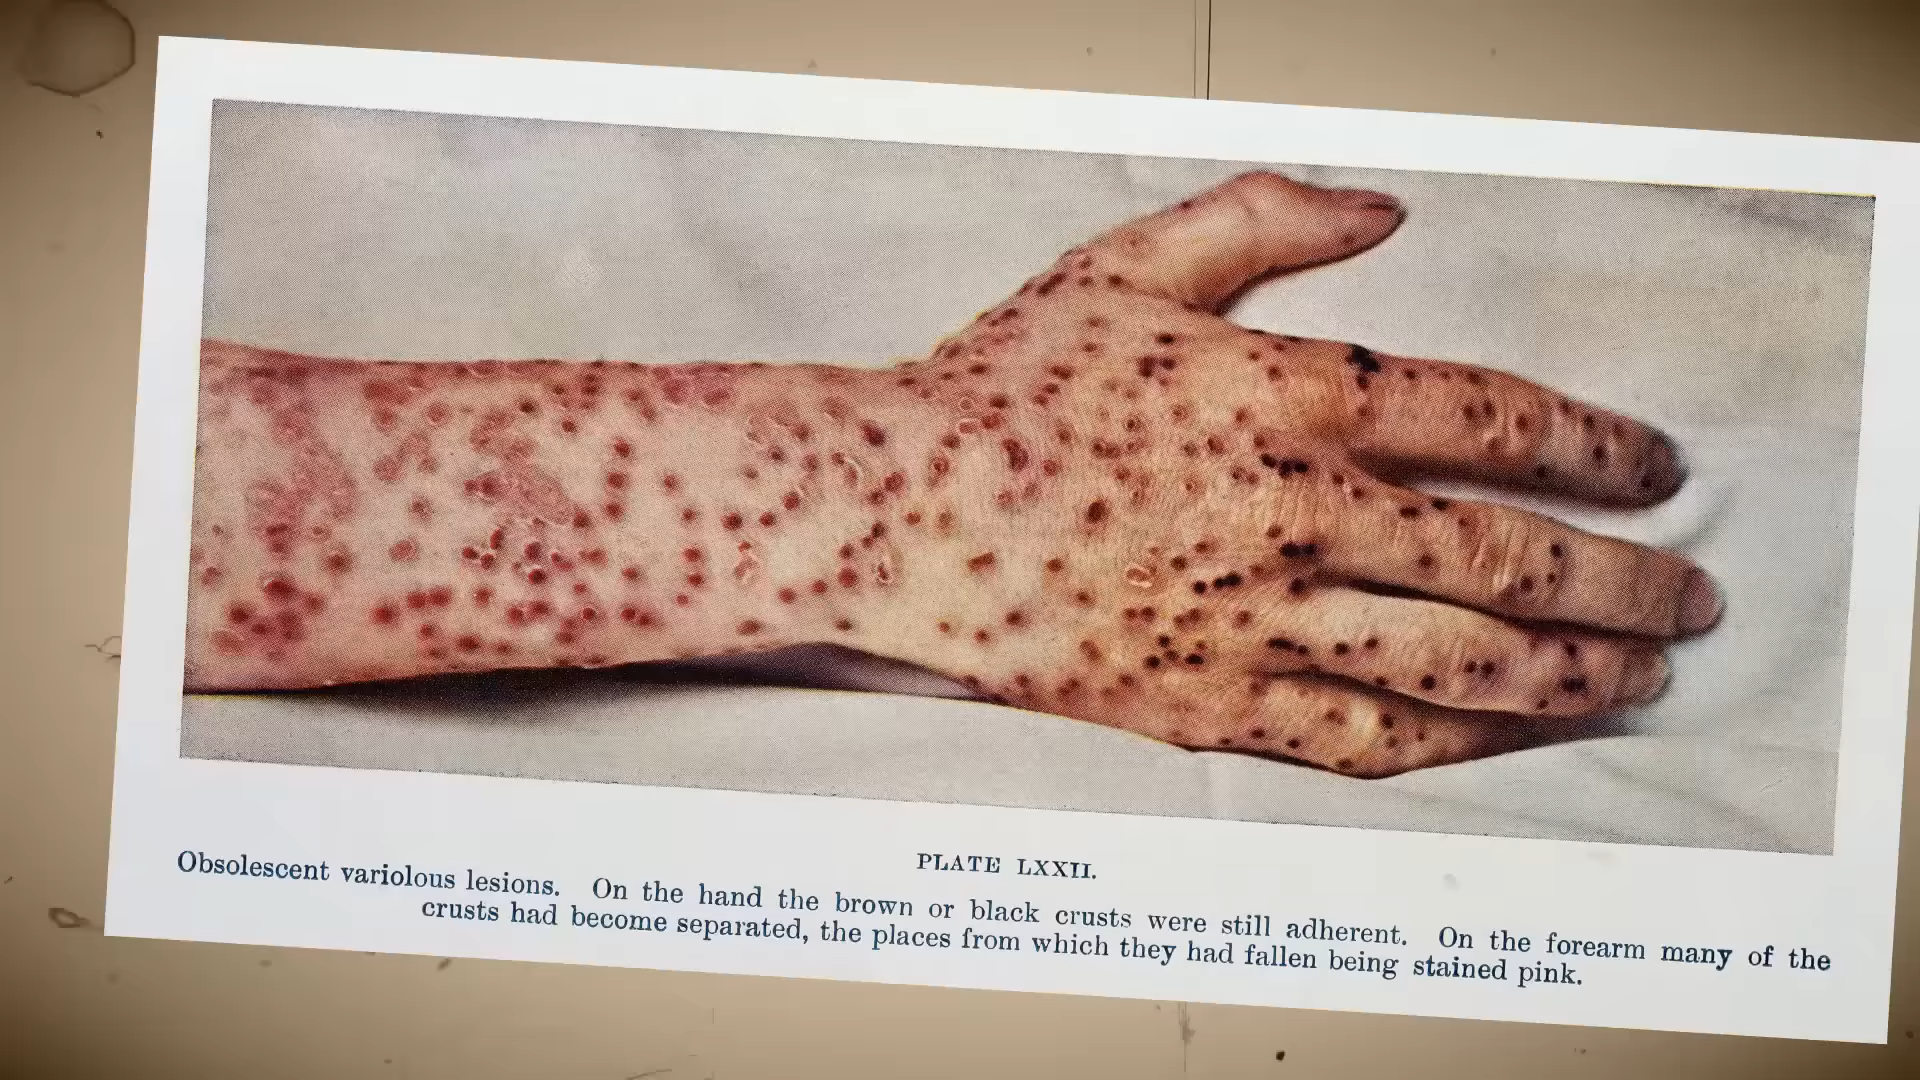 PLATE LXXII.
Obsolescent variolous lesions. On the hand the brown or black crusts were still adherent. On the forearm many of the
crusts had become separated, the places from which they had fallen being stained pink.